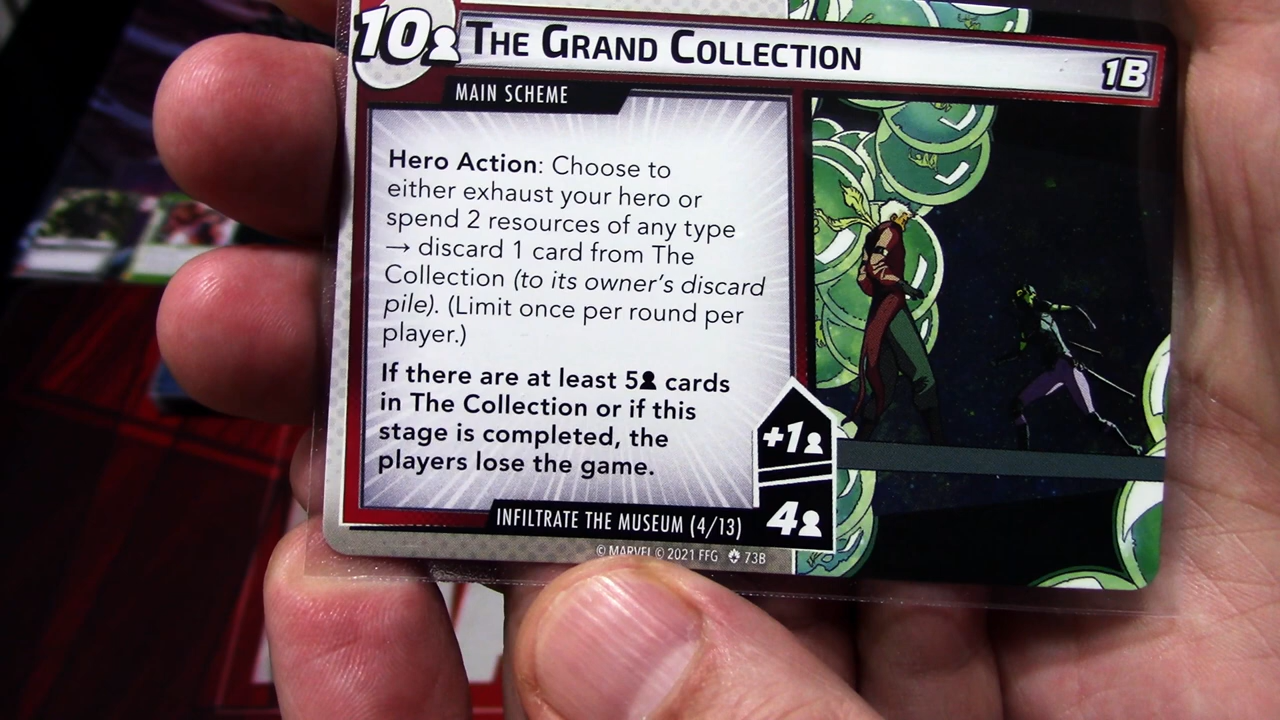 10 THE GRAND COLLECTION 1B
MAIN SCHEME
Hero Action: Choose to
either exhaust your hero or
spend 2 resources of any type
→ discard 1 card from The
Collection (to its owner's discard
pile). (Limit once per round per
player.)
If there are at least 5 cards
in The Collection or if this
stage is completed, the
players lose the game.
+1
4
INFILTRATE THE MUSEUM (4/13)
© MARVEL © 2021 FFG 73B